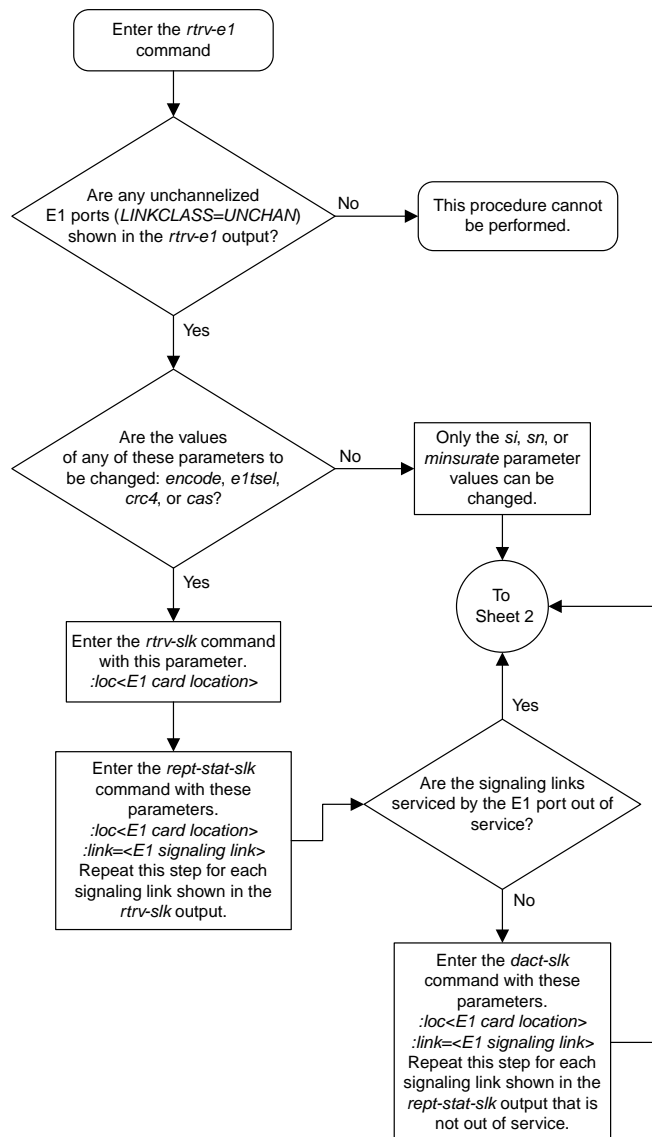 Enter the rtrv-e1
command
Are any unchannelized
E1 ports (LINKCLASS=UNCHAN)
shown in the rtrv-e1 output?
No
This procedure cannot
be performed.
Yes
Are the values
of any of these parameters to
be changed: encode, e1tsel,
crc4, or cas?
No
Only the si, sn, or
minsurate parameter
values can be
changed.
Yes
To
Sheet 2
Enter the rtrv-slk command
with this parameter.
:loc<E1 card location>
Yes
Enter the rept-stat-slk
command with these
parameters.
:loc<E1 card location>
:link=<E1 signaling link>
Repeat this step for each
signaling link shown in the
rtrv-slk output.
Are the signaling links
serviced by the E1 port out of
service?
No
Enter the dact-slk
command with these
parameters.
:loc<E1 card location>
:link=<E1 signaling link>
Repeat this step for each
signaling link shown in the
rept-stat-slk output that is
not out of service.